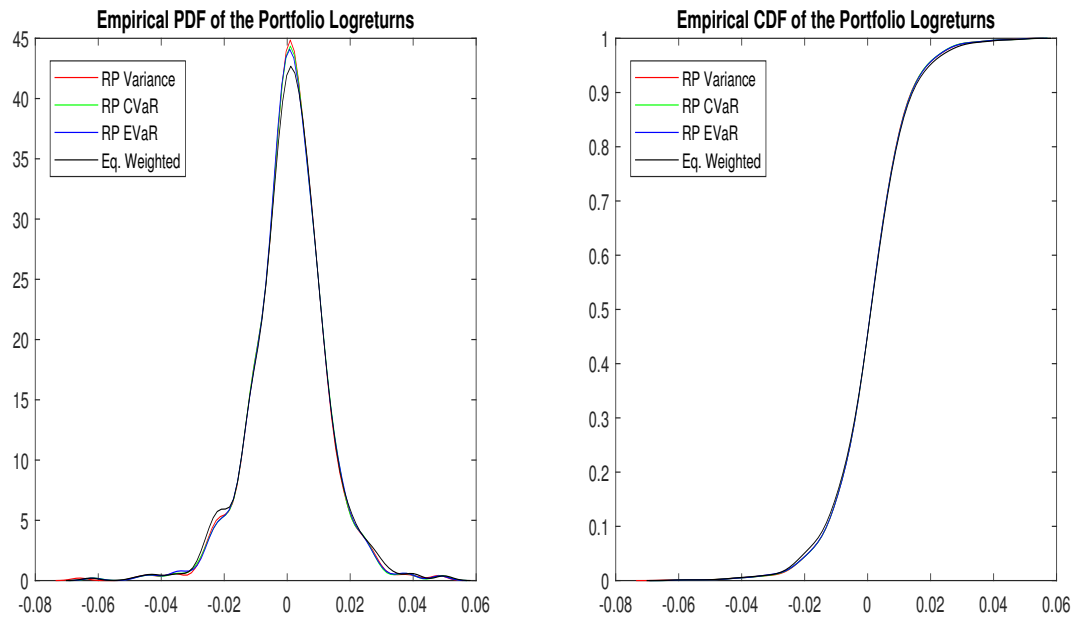 Empirical PDF of the Portfolio Logreturns
45
40
35
30
25
20
15
10
5
0
-0.08 -0.06 -0.04 -0.02 0 0.02 0.04 0.06
RP Variance
RP CVaR
RP EVaR
Eq. Weighted
Empirical CDF of the Portfolio Logreturns
1
0.9
0.8
0.7
0.6
0.5
0.4
0.3
0.2
0.1
0
-0.08 -0.06 -0.04 -0.02 0 0.02 0.04 0.06
RP Variance
RP CVaR
RP EVaR
Eq. Weighted